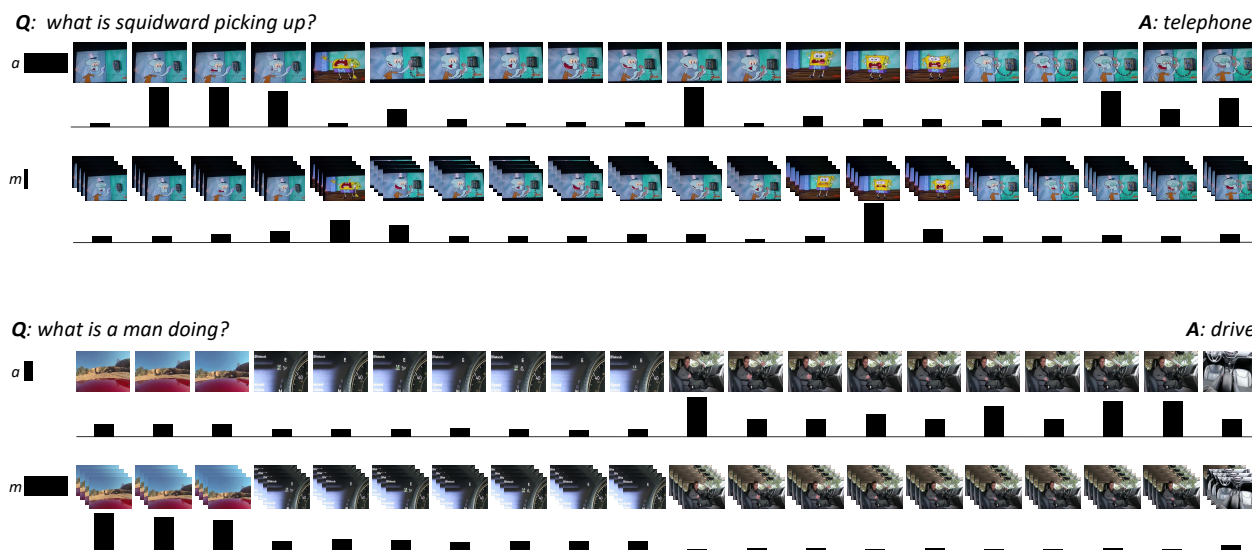 Q: what is squidward picking up? A: telephone
a
m
Q: what is a man doing? A: drive
a
m